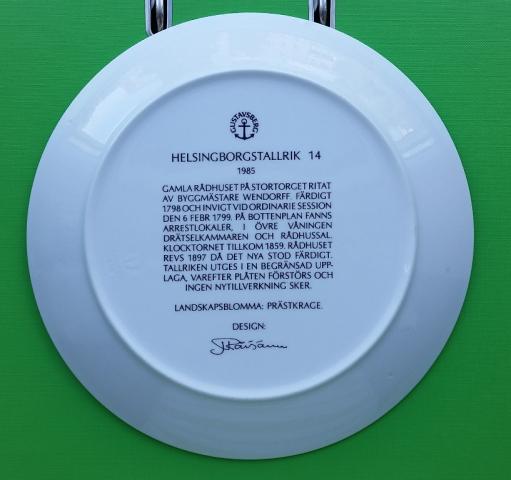 GUSTAVSBERG
HELSINGBORGSTALLRIK 14
1985
GAMLA RÅDHUSET PÅ STORTORGET RITAT
AV BYGGMÄSTARE WENDORFF. FÄRDIGT
1798 OCH INVIGT VID ORDINARIE SESSION
DEN 6 FEBR 1799. PÅ BOTTENPLAN FANNS
ARRESTLOKALER, I ÖVRE VÅNINGEN
DRÄTSELKAMMAREN OCH RÅDHUSSAL.
KLOCKTORNET TILLKOM 1859. RÅDHUSET
REVS 1897 DÅ DET NYA STOD FÄRDIGT.
TALLRIKEN UTGES I EN BEGRÄNSAD UPP-
LAGA, VAREFTER PLÅTEN FÖRSTÖRS OCH
INGEN NYTILLVERKNING SKER.
LANDSKAPSBLOMMA: PRÄSTKRAGE.
DESIGN: